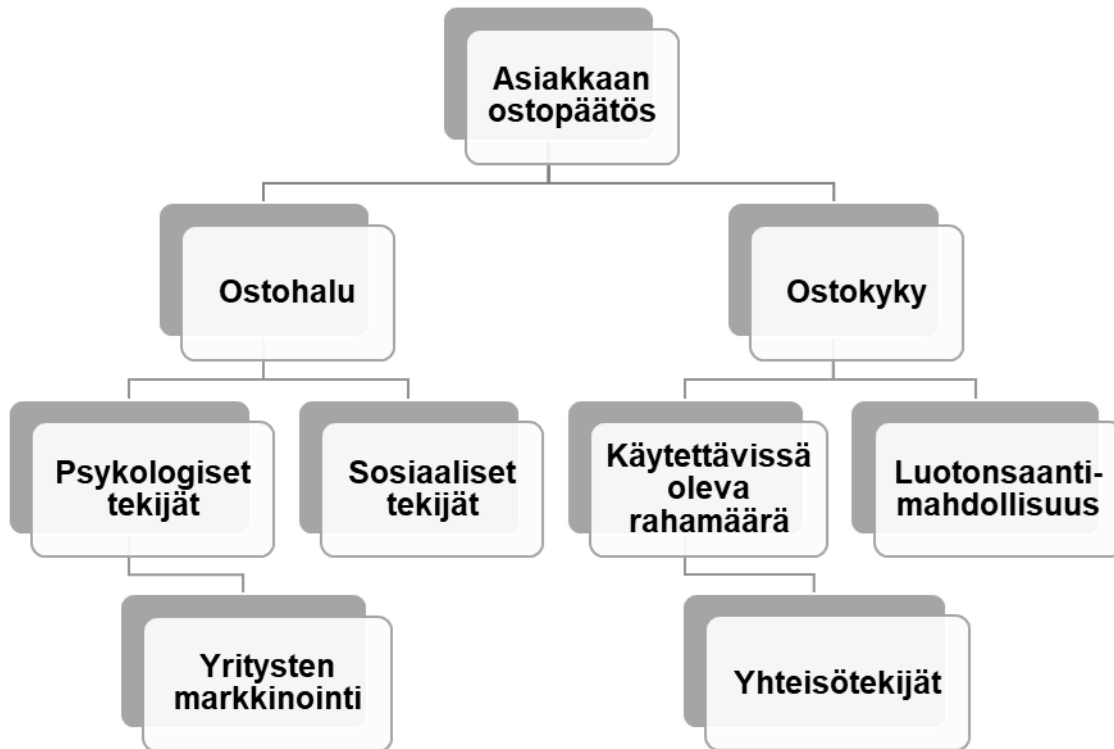 Asiakkaan
ostopäätös
Ostohalu
Ostokyky
Psykologiset
tekijät
Sosiaaliset
tekijät
Käytettävissä
oleva
rahamäärä
Luotonsaanti-
mahdollisuus
Yritysten
markkinointi
Yhteisötekijät